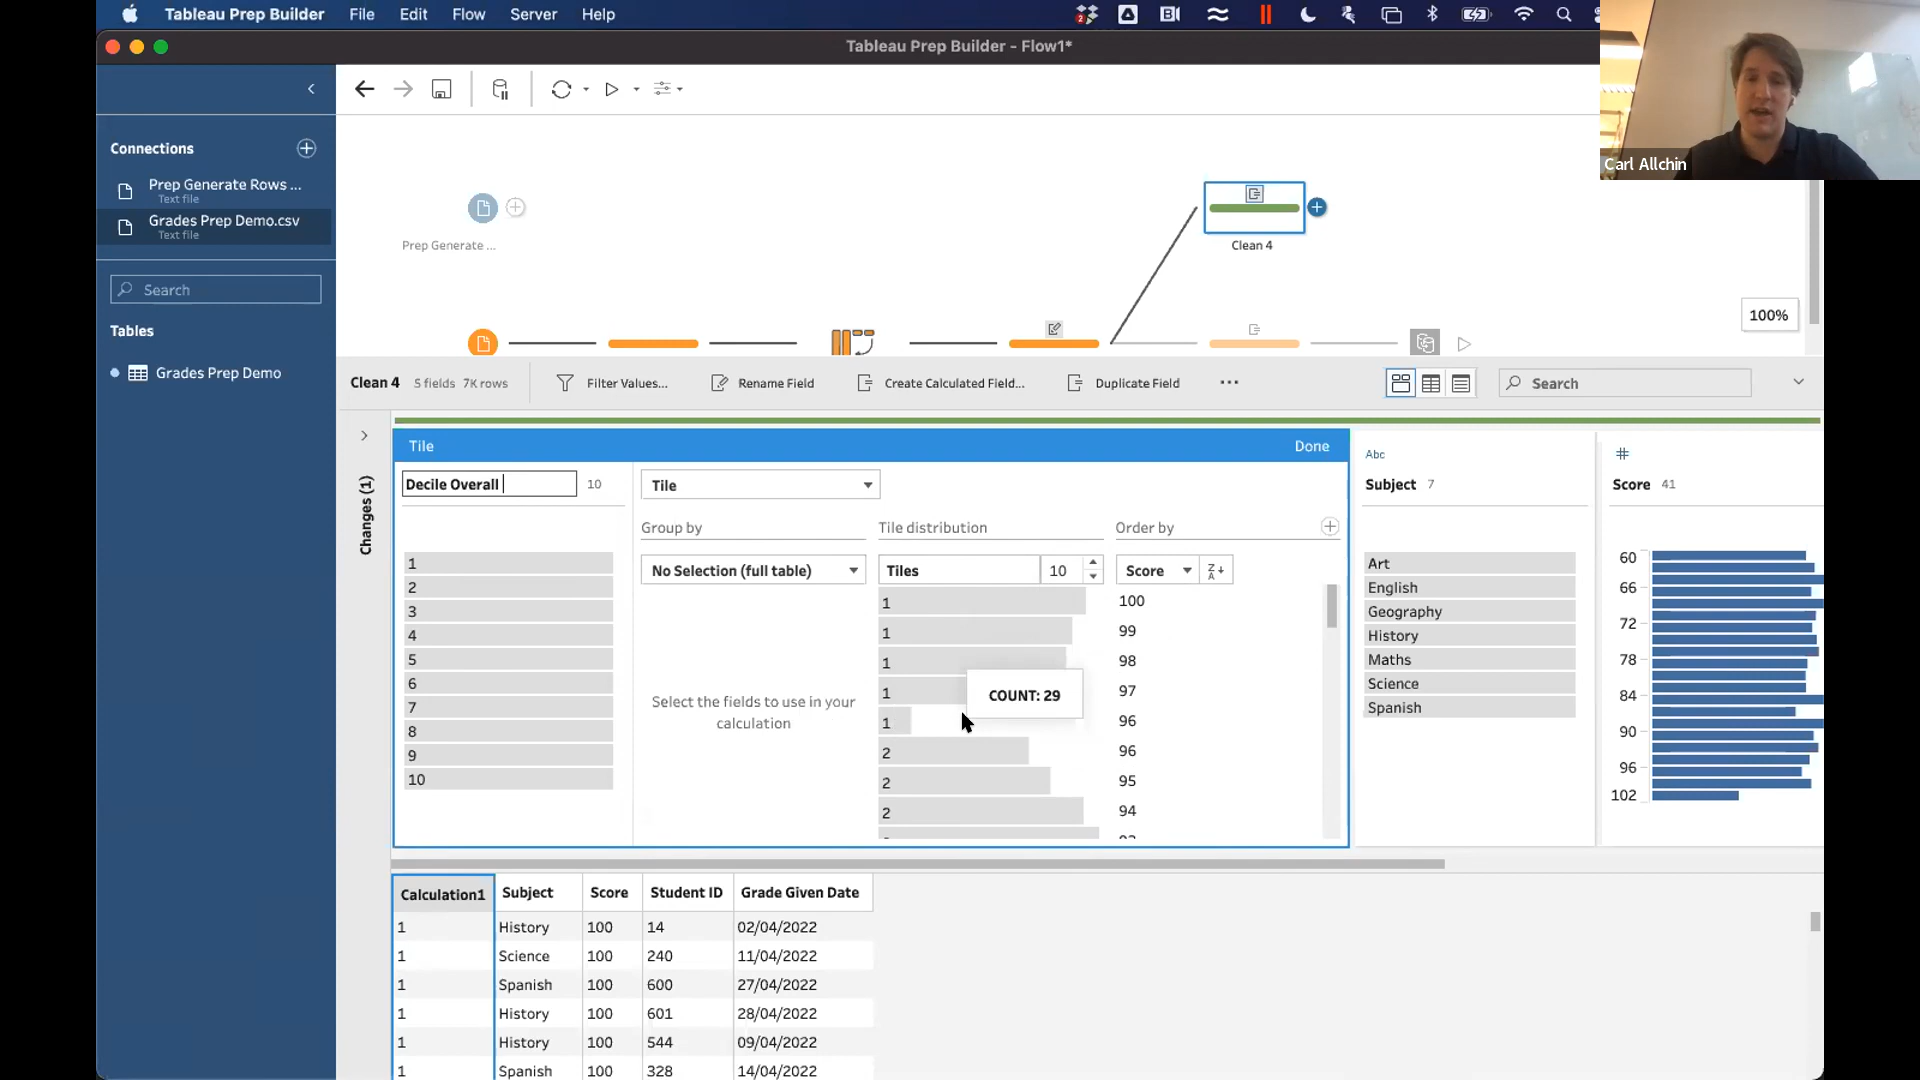 Tableau Prep Builder File Edit Flow Server Help
Tableau Prep Builder - Flow1*
Carl Allchin
Connections
Prep Generate Rows ...
Text file
Grades Prep Demo.csv
Text file
Search
Tables
Grades Prep Demo
Prep Generate ...
Clean 4
100%
Clean 4 5 fields 7K rows Filter Values... Rename Field Create Calculated Field... Duplicate Field ... Search
Changes (1)
Tile Done
Decile Overall 10
1
2
3
4
5
6
7
8
9
10
Tile
Group by Tile distribution Order by
No Selection (full table) Tiles 10 Score
Select the fields to use in your
calculation
1 100
1 99
1 98
1 97
1 96
2 96
2 95
2 94
COUNT: 29
Abc
Subject 7
Art
English
Geography
History
Maths
Science
Spanish
#
Score 41
60
66
72
78
84
90
96
102
Calculation1 Subject Score Student ID Grade Given Date
1 History 100 14 02/04/2022
1 Science 100 240 11/04/2022
1 Spanish 100 600 27/04/2022
1 History 100 601 28/04/2022
1 History 100 544 09/04/2022
1 Spanish 100 328 14/04/2022